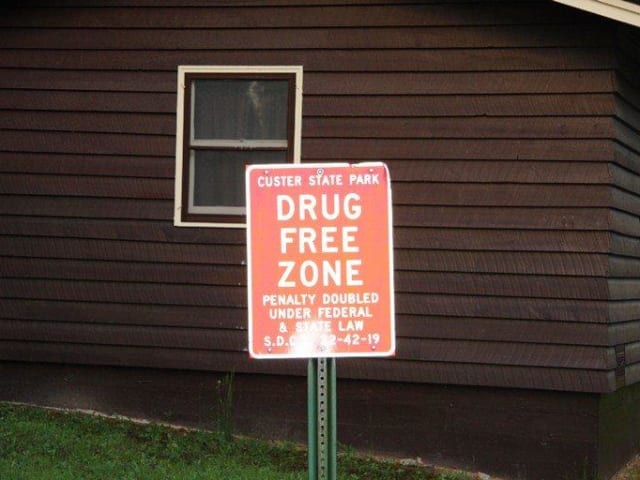 CUSTER STATE PARK
DRUG
FREE
ZONE
PENALTY DOUBLED
UNDER FEDERAL
& STATE LAW
22-42-19